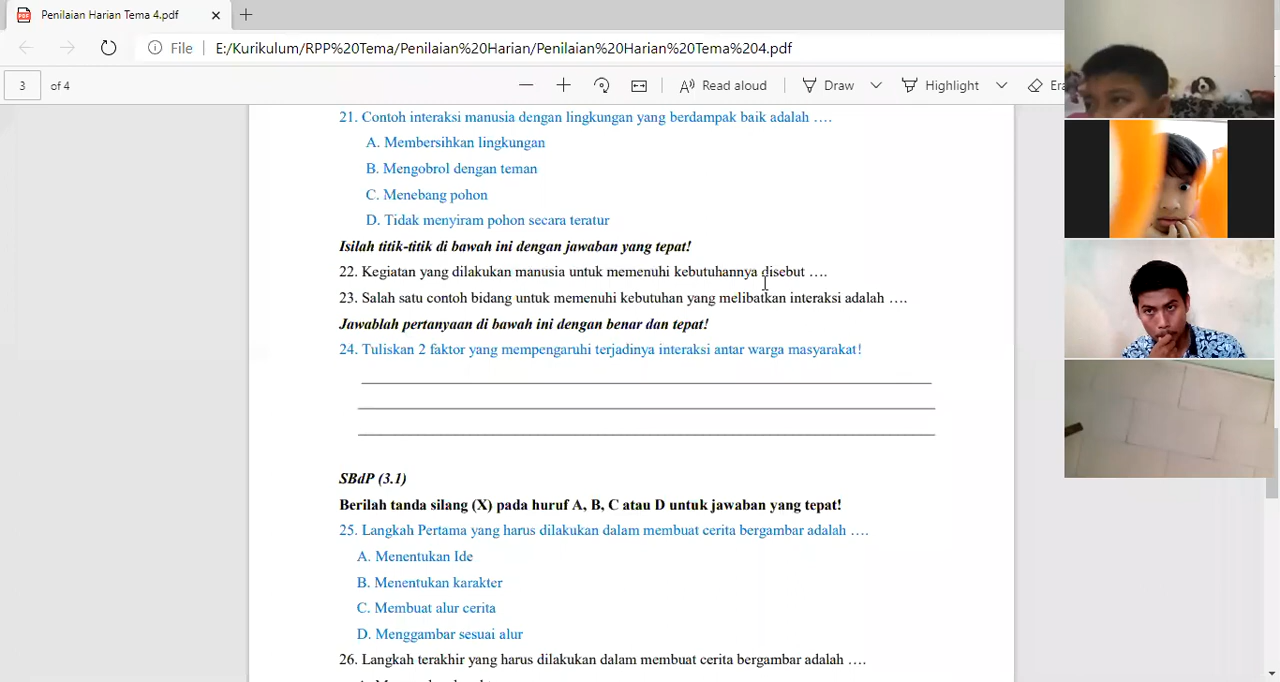 Penilaian Harian Tema 4.pdf
File E:/Kurikulum/RPP%20Tema/Penilaian%20Harian/Penilaian%20Harian%20Tema%204.pdf
3 of 4 Read aloud Draw Highlight Era
21. Contoh interaksi manusia dengan lingkungan yang berdampak baik adalah ….
A. Membersihkan lingkungan
B. Mengobrol dengan teman
C. Menebang pohon
D. Tidak menyiram pohon secara teratur
Isilah titik-titik di bawah ini dengan jawaban yang tepat!
22. Kegiatan yang dilakukan manusia untuk memenuhi kebutuhannya disebut ….
23. Salah satu contoh bidang untuk memenuhi kebutuhan yang melibatkan interaksi adalah ….
Jawablah pertanyaan di bawah ini dengan benar dan tepat!
24. Tuliskan 2 faktor yang mempengaruhi terjadinya interaksi antar warga masyarakat!
SBdP (3.1)
Berilah tanda silang (X) pada huruf A, B, C atau D untuk jawaban yang tepat!
25. Langkah Pertama yang harus dilakukan dalam membuat cerita bergambar adalah ….
A. Menentukan Ide
B. Menentukan karakter
C. Membuat alur cerita
D. Menggambar sesuai alur
26. Langkah terakhir yang harus dilakukan dalam membuat cerita bergambar adalah ….